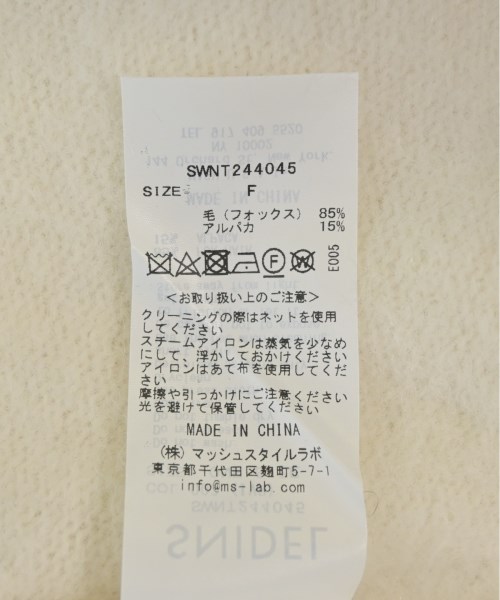 SWNT244045
SIZE F
毛（フォックス） 85%
アルパカ 15%
E005
＜お取り扱い上のご注意＞
クリーニングの際はネットを使用
してください
スチームアイロンは蒸気を少なめ
にして、浮かしておかけください
アイロンはあて布を使用してくだ
さい
摩擦や引っかけにご注意ください
光を避けて保管してください
MADE IN CHINA
（株）マッシュスタイルラボ
東京都千代田区麹町5-7-1
info@ms-lab.com
SWNT244045
SNIDEL